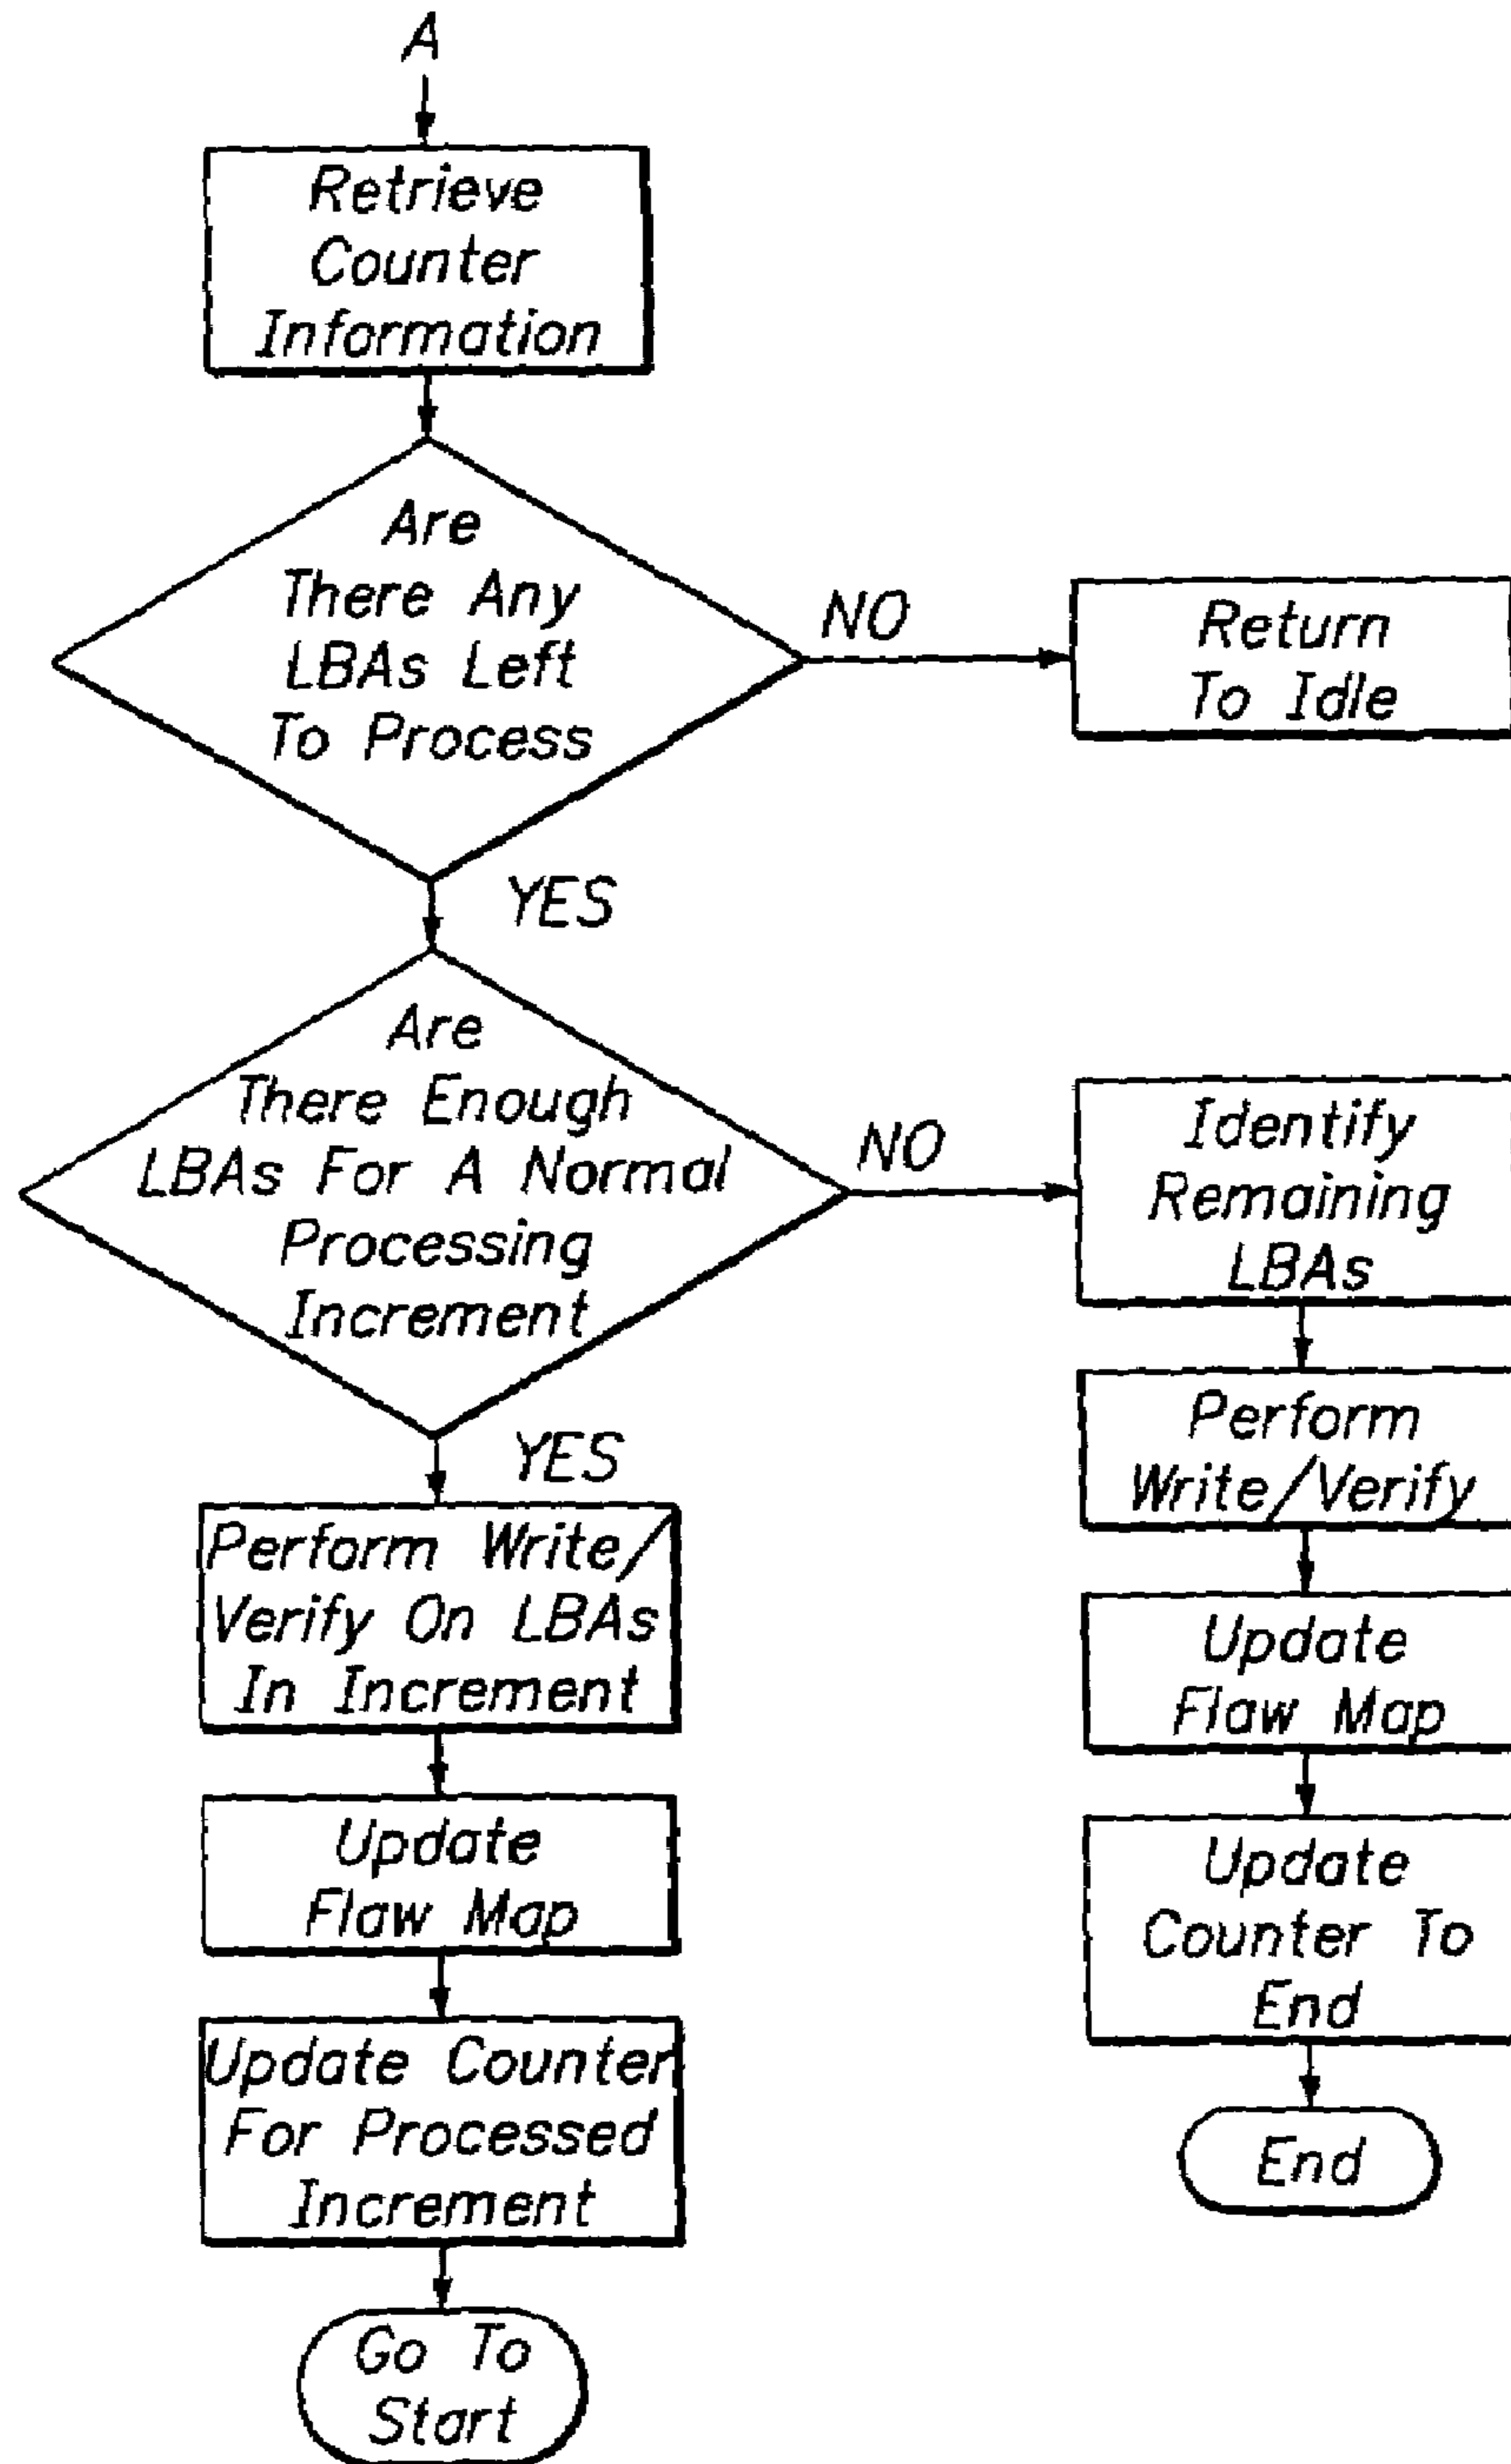 A
Retrieve
Counter
Information
Are
There Any
LBAs Left
To Process
NO
Return
To Idle
YES
Are
There Enough
LBAs For A Normal
Processing
Increment
NO
Identify
Remaining
LBAs
Perform
Write/Verify
Update
Flaw Map
Update
Counter To
End
End
YES
Perform Write/
Verify On LBAs
In Increment
Update
Flaw Map
Update Counter
For Processed
Increment
Go To
Start